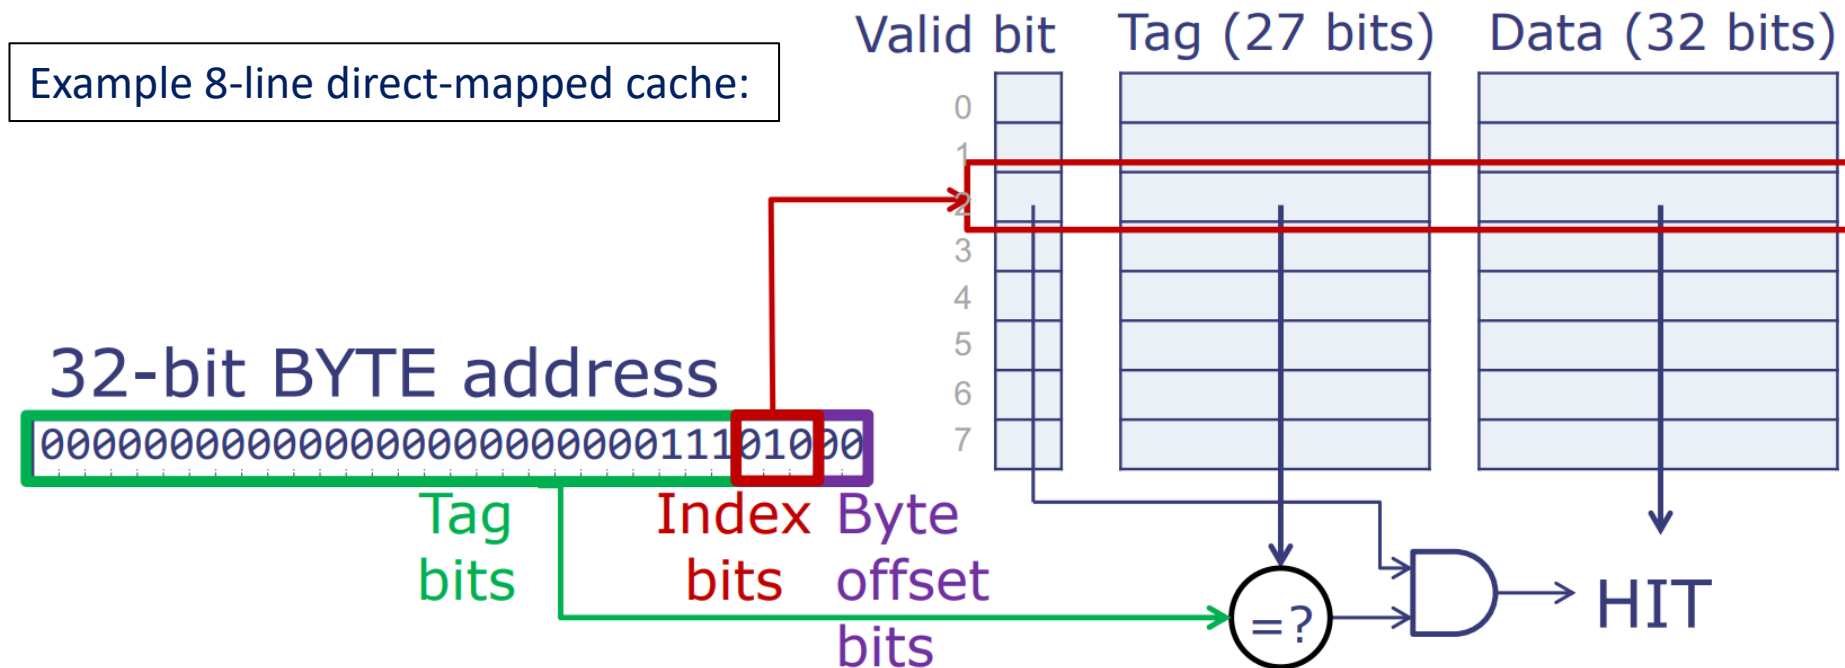 Example 8-line direct-mapped cache:
Valid bit Tag (27 bits) Data (32 bits)
0
1
2
3
4
5
6
7
32-bit BYTE address
00000000000000000000000011101000
Tag bits
Index bits
Byte offset bits
=?
HIT